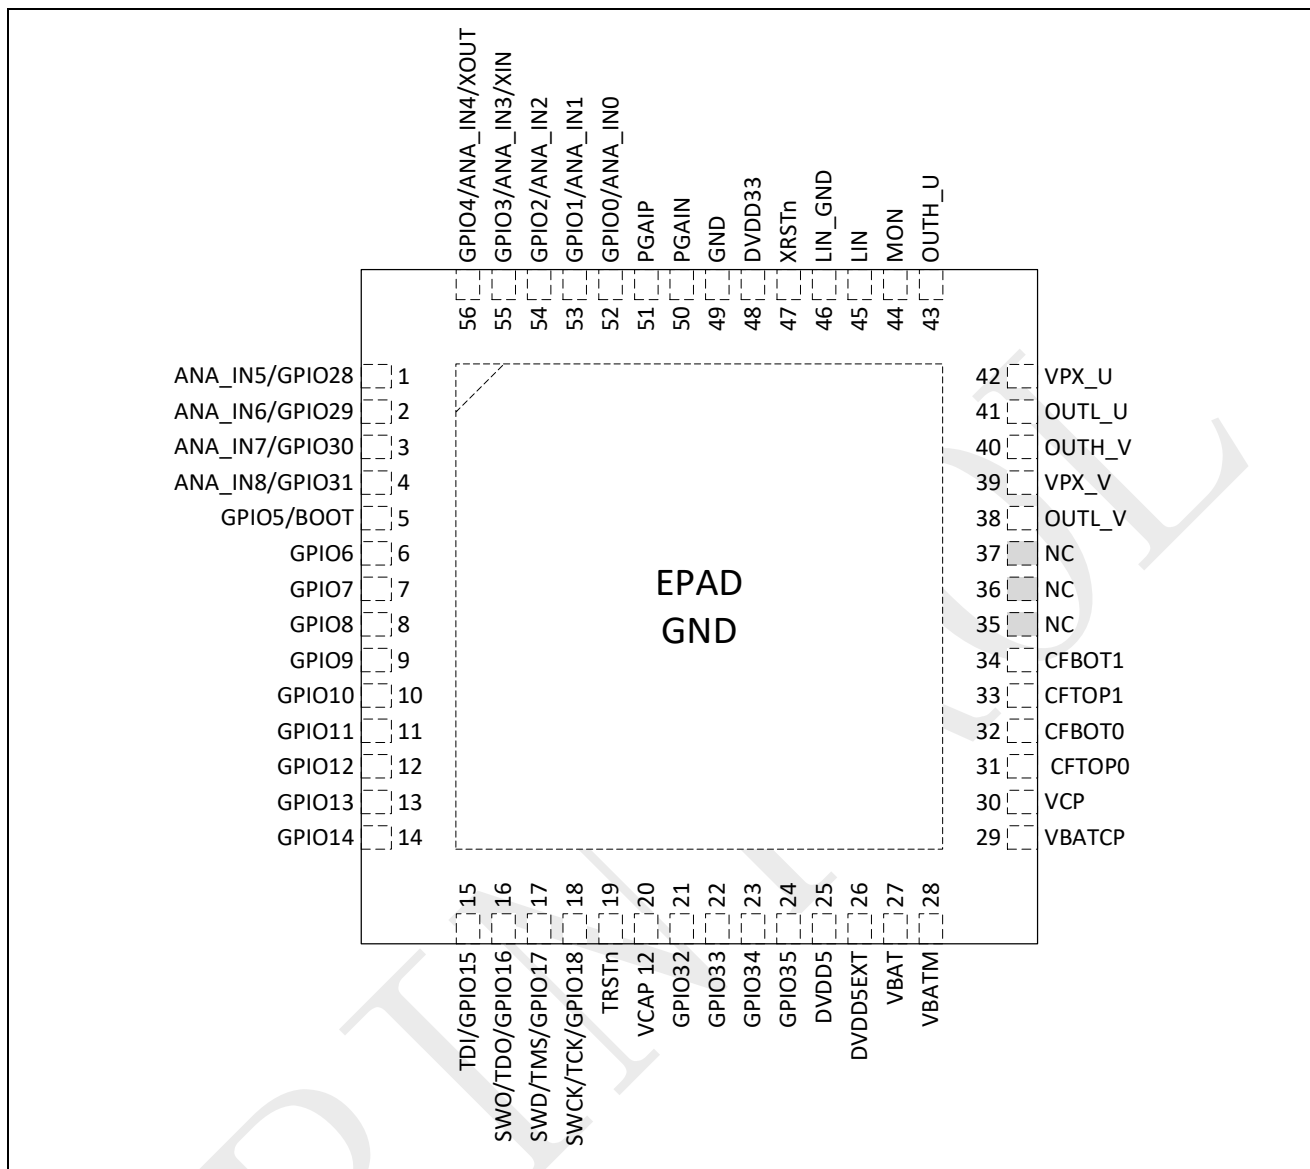 GPIO4/ANA_IN4/XOUT
GPIO3/ANA_IN3/XIN
GPIO2/ANA_IN2
GPIO1/ANA_IN1
GPIO0/ANA_IN0
PGAIP
PGAIN
GND
DVDD33
XRSTn
LIN_GND
LIN
MON
OUTH_U
56
55
54
53
52
51
50
49
48
47
46
45
44
43
ANA_IN5/GPIO28 1
ANA_IN6/GPIO29 2
ANA_IN7/GPIO30 3
ANA_IN8/GPIO31 4
GPIO5/BOOT 5
GPIO6 6
GPIO7 7
GPIO8 8
GPIO9 9
GPIO10 10
GPIO11 11
GPIO12 12
GPIO13 13
GPIO14 14
EPAD
GND
42 VPX_U
41 OUTL_U
40 OUTH_V
39 VPX_V
38 OUTL_V
37 NC
36 NC
35 NC
34 CFBOT1
33 CFTOP1
32 CFBOT0
31 CFTOP0
30 VCP
29 VBATCP
15
16
17
18
19
20
21
22
23
24
25
26
27
28
TDI/GPIO15
SWO/TDO/GPIO16
SWD/TMS/GPIO17
SWCK/TCK/GPIO18
TRSTn
VCAP 12
GPIO32
GPIO33
GPIO34
GPIO35
DVDD5
DVDD5EXT
VBAT
VBATM